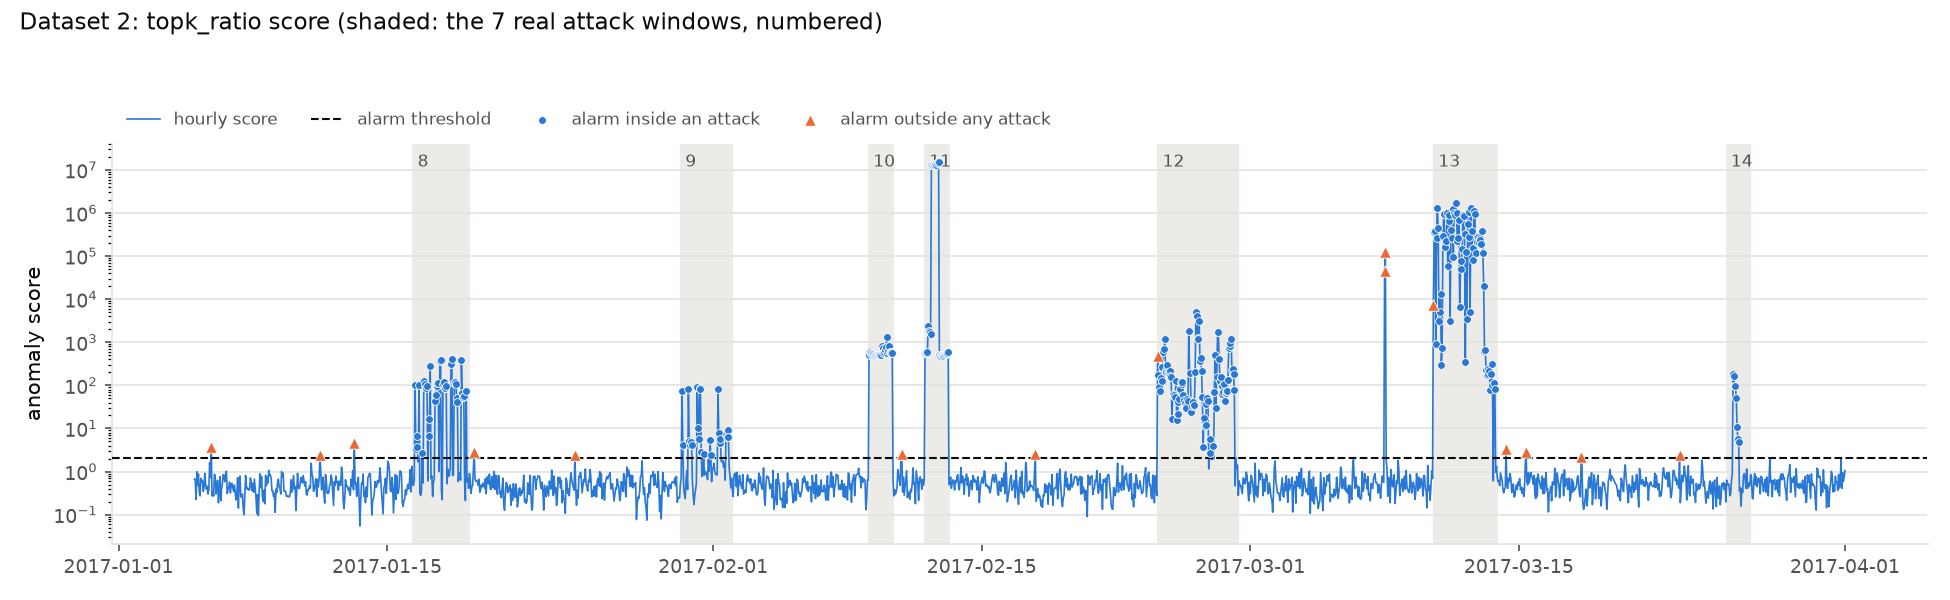 Dataset 2: topk_ratio score (shaded: the 7 real attack windows, numbered)
hourly score alarm threshold alarm inside an attack alarm outside any attack
8 9 10 11 12 13 14
10⁷
10⁶
10⁵
10⁴
10³
10²
10¹
10⁰
10⁻¹
anomaly score
2017-01-01 2017-01-15 2017-02-01 2017-02-15 2017-03-01 2017-03-15 2017-04-01